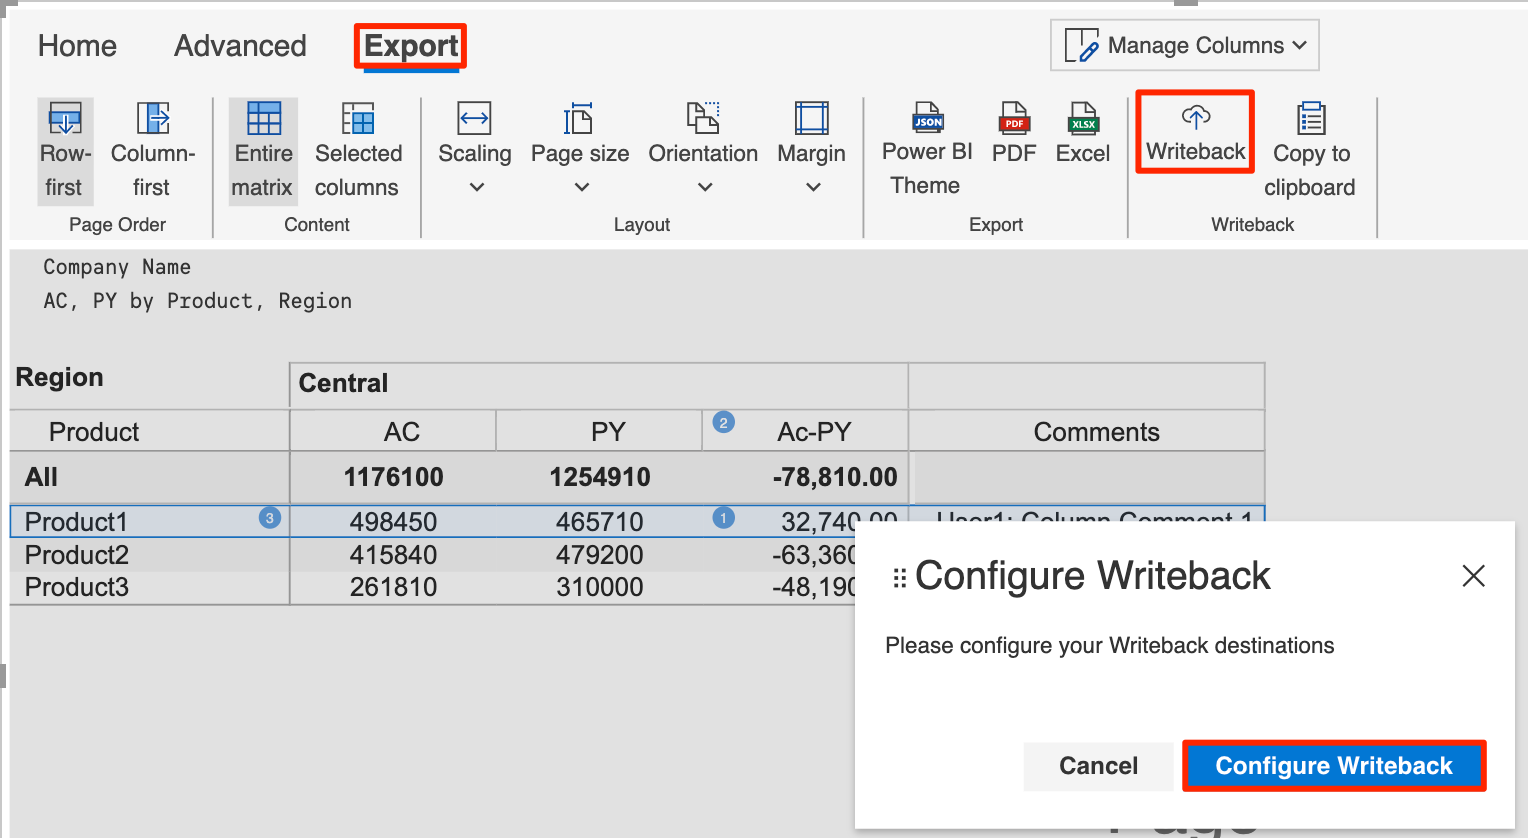 Home Advanced Export Manage Columns
JSON PDF XLSX
Row-first Column-first Entire matrix Selected columns Scaling Page size Orientation Margin Power BI Theme PDF Excel Writeback Copy to clipboard
Page Order Content Layout Export Writeback
Company Name
AC, PY by Product, Region
Region Central
Product AC PY 2 Ac-PY Comments
All 1176100 1254910 -78,810.00
Product1 3 498450 465710 1 32,740.00 User1: Column Comment 1
Product2 415840 479200 -63,360
Product3 261810 310000 -48,190
Configure Writeback
Please configure your Writeback destinations
Cancel Configure Writeback